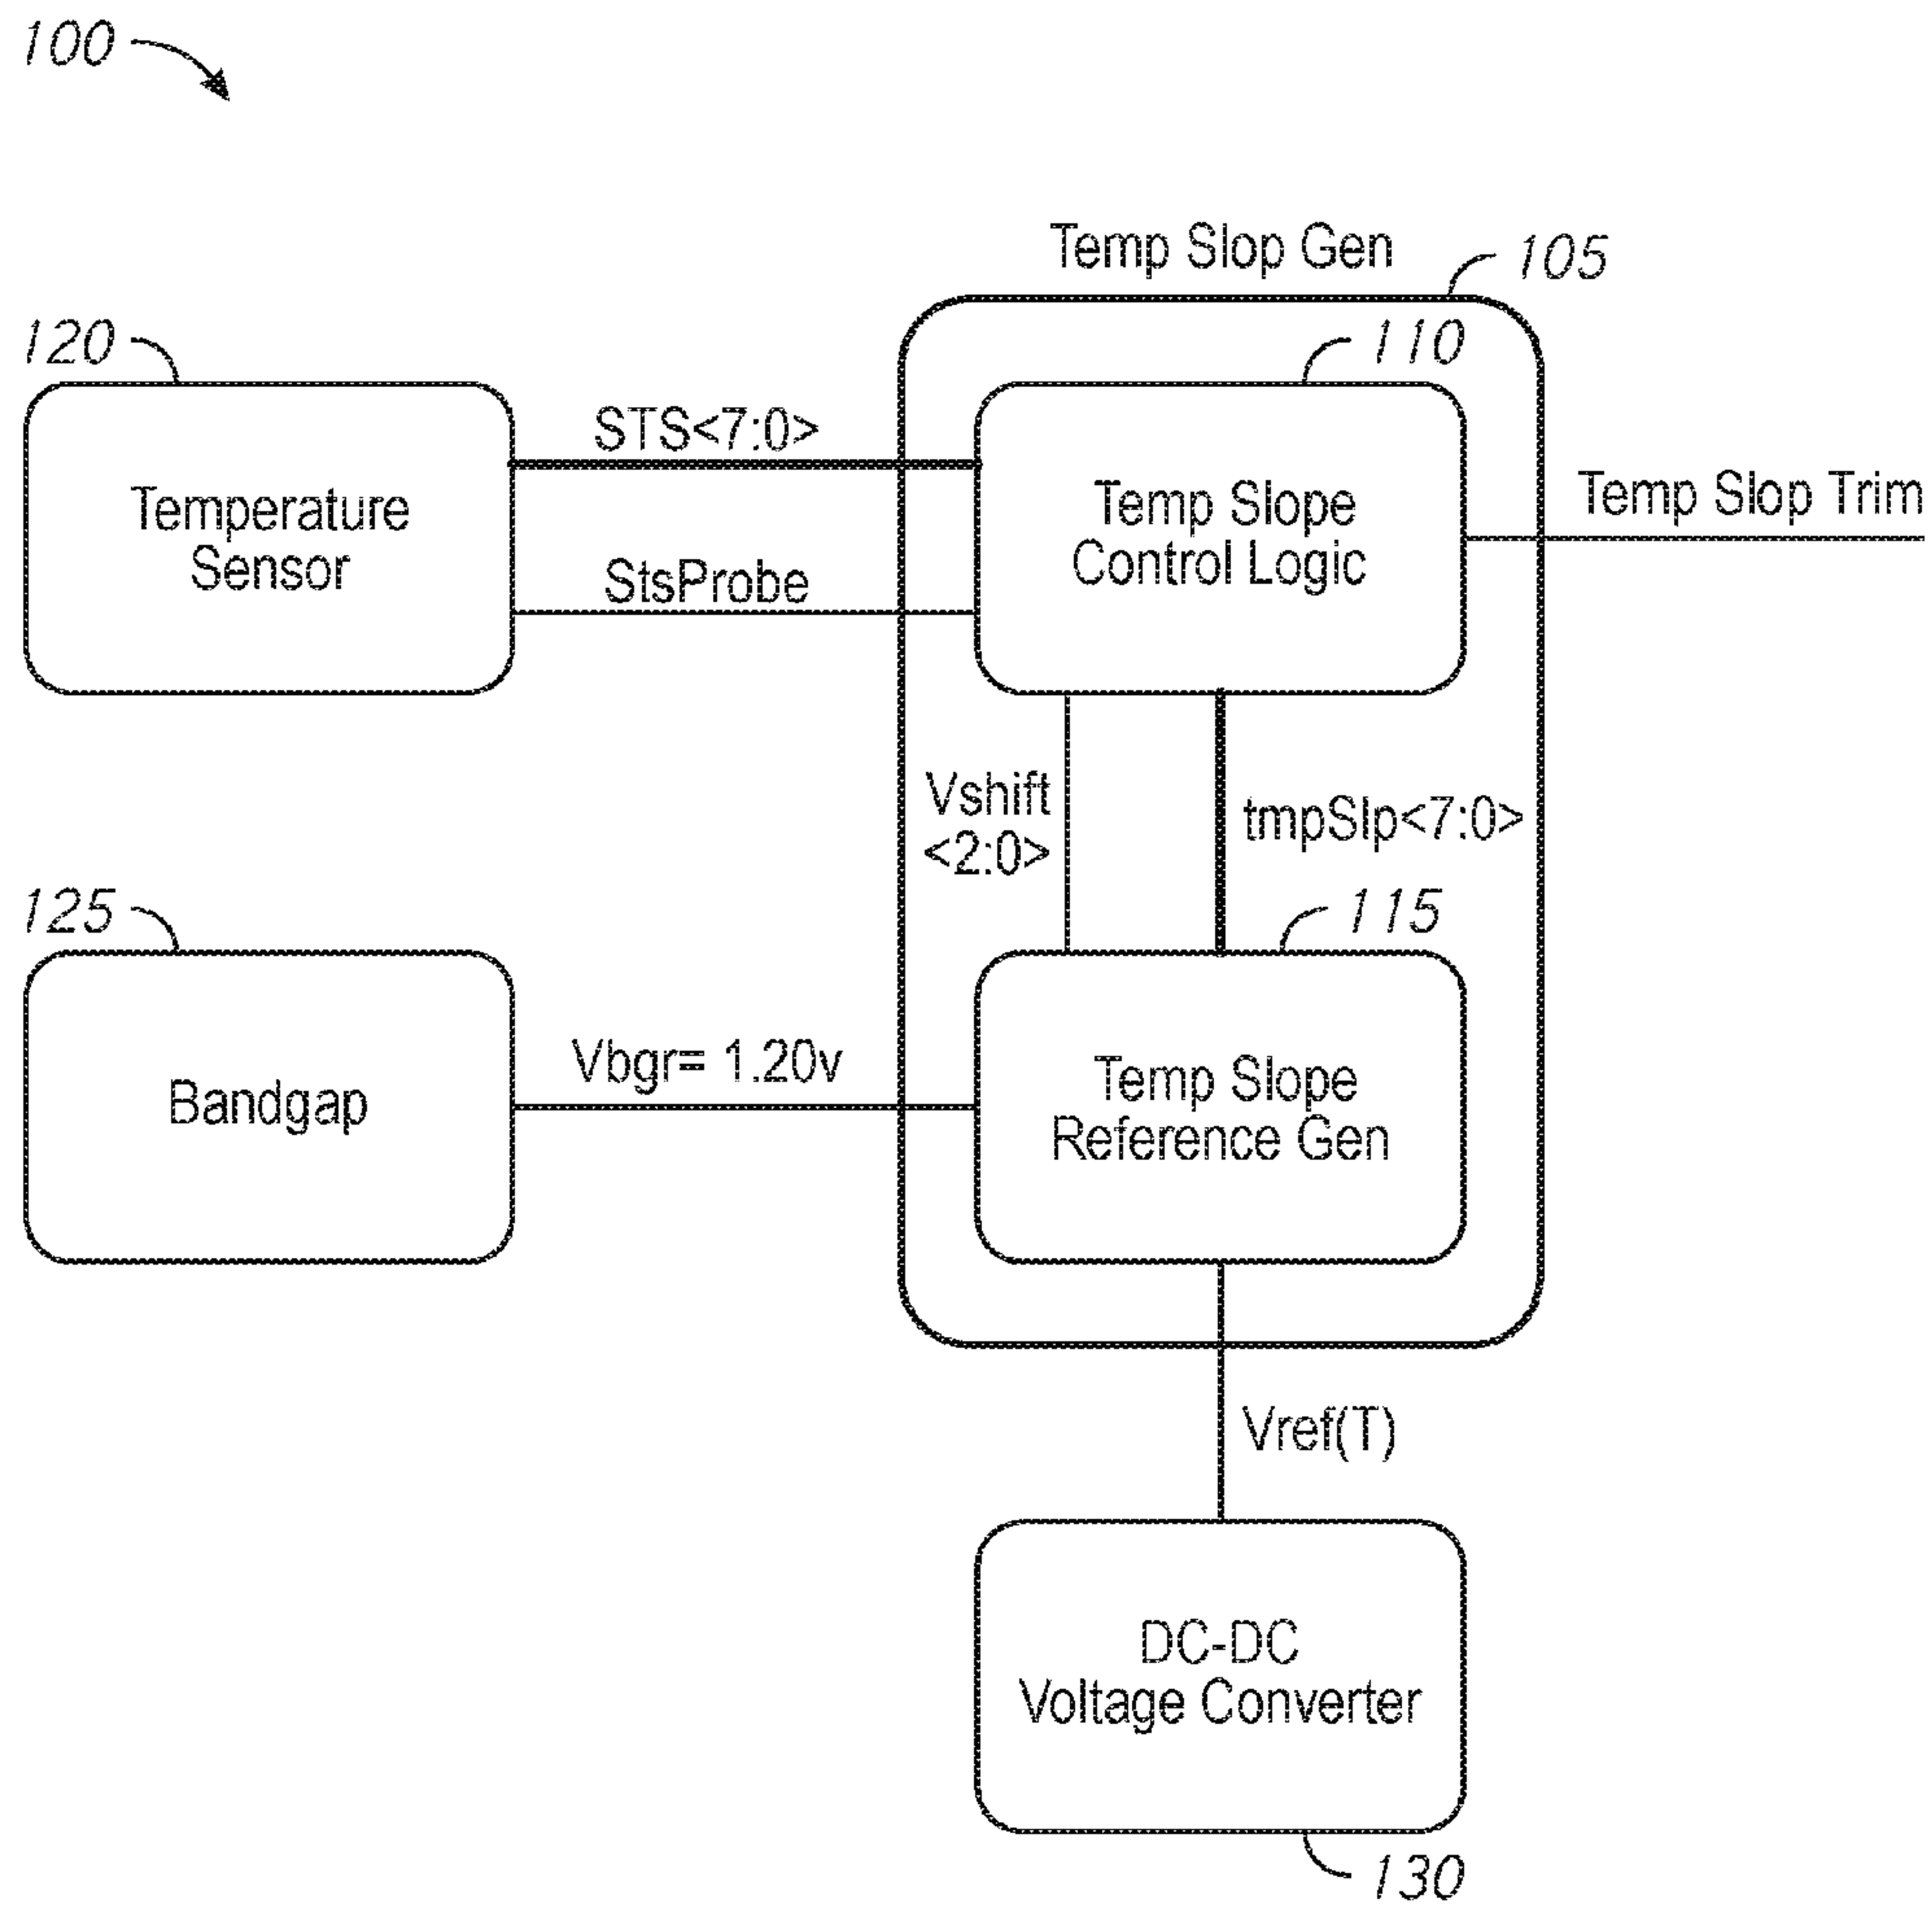 100
Temp Slop Gen
105
120
110
STS<7:0>
Temperature
Sensor
Temp Slope
Control Logic
Temp Slop Trim
StsProbe
Vshift
<2:0>
tmpSlp<7:0>
125
115
Bandgap
Vbgr= 1.20v
Temp Slope
Reference Gen
Vref(T)
DC-DC
Voltage Converter
130